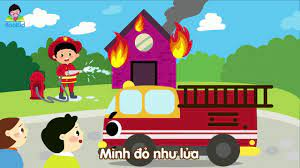 Mình đỏ như lửa